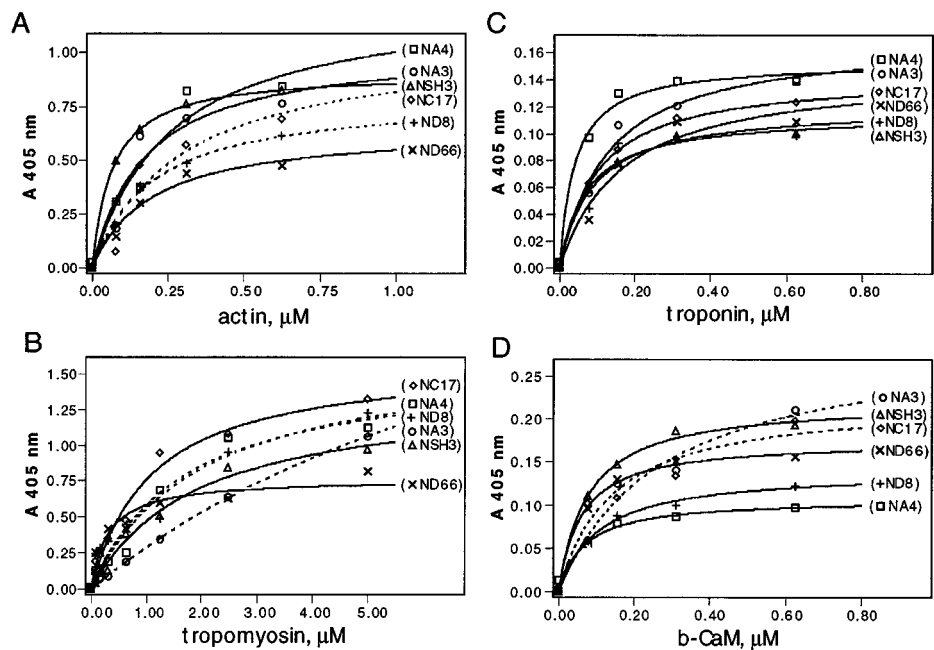 A
A 405 nm
1.00
0.75
0.50
0.25
0.00
0.00 0.25 0.50 0.75 1.00
actin, µM
(□ NA4)
(○ NA3)
(△ NSH3)
(◇ NC17)
(+ ND8)
(× ND66)
C
A 405 nm
0.16
0.14
0.12
0.10
0.08
0.06
0.04
0.02
0.00
0.00 0.20 0.40 0.60 0.80
troponin, µM
(□ NA4)
(○ NA3)
(◇ NC17)
(× ND66)
(+ ND8)
(△ NSH3)
B
A 405 nm
1.50
1.25
1.00
0.75
0.50
0.25
0.00
0.00 1.00 2.00 3.00 4.00 5.00
tropomyosin, µM
(◇ NC17)
(□ NA4)
(+ ND8)
(○ NA3)
(△ NSH3)
(× ND66)
D
A 405 nm
0.25
0.20
0.15
0.10
0.05
0.00
0.00 0.20 0.40 0.60 0.80
b-CaM, µM
(○ NA3)
(△ NSH3)
(◇ NC17)
(× ND66)
(+ ND8)
(□ NA4)